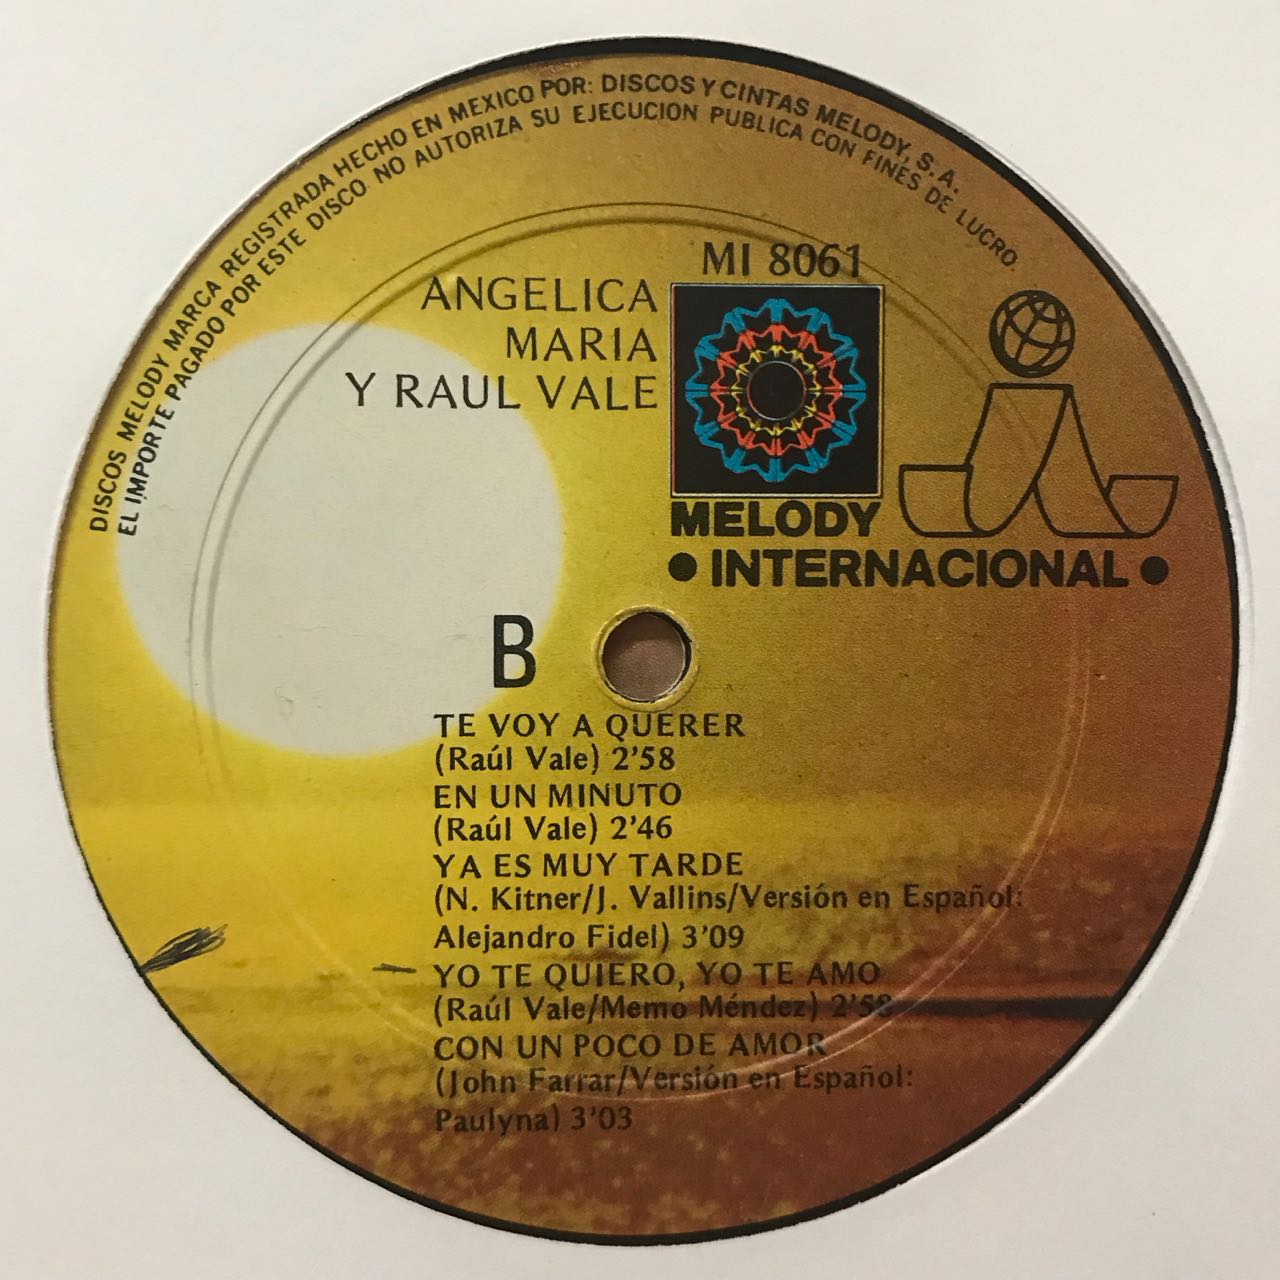 DISCOS MELODY MARCA REGISTRADA HECHO EN MEXICO POR: DISCOS Y CINTAS MELODY, S.A.
EL IMPORTE PAGADO POR ESTE DISCO NO AUTORIZA SU EJECUCION PUBLICA CON FINES DE LUCRO.
MI 8061
ANGELICA
MARIA
Y RAUL VALE
MELODY
• INTERNACIONAL •
B
TE VOY A QUERER
(Raúl Vale) 2'58
EN UN MINUTO
(Raúl Vale) 2'46
YA ES MUY TARDE
(N. Kitner/J. Vallins/Versión en Español:
Alejandro Fidel) 3'09
YO TE QUIERO, YO TE AMO
(Raúl Vale/Memo Méndez) 2'58
CON UN POCO DE AMOR
(John Farrar/Versión en Español:
Paulyna) 3'03